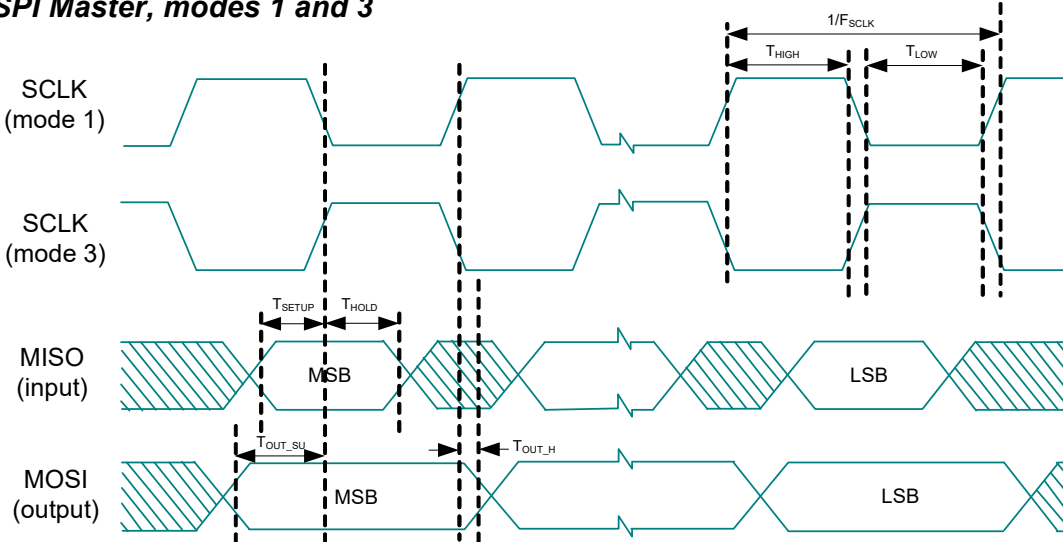 SPI Master, modes 1 and 3
1/FSCLK
THIGH
TLOW
SCLK
(mode 1)
SCLK
(mode 3)
TSETUP
THOLD
MISO
(input)
MSB
LSB
TOUT_SU
TOUT_H
MOSI
(output)
MSB
LSB